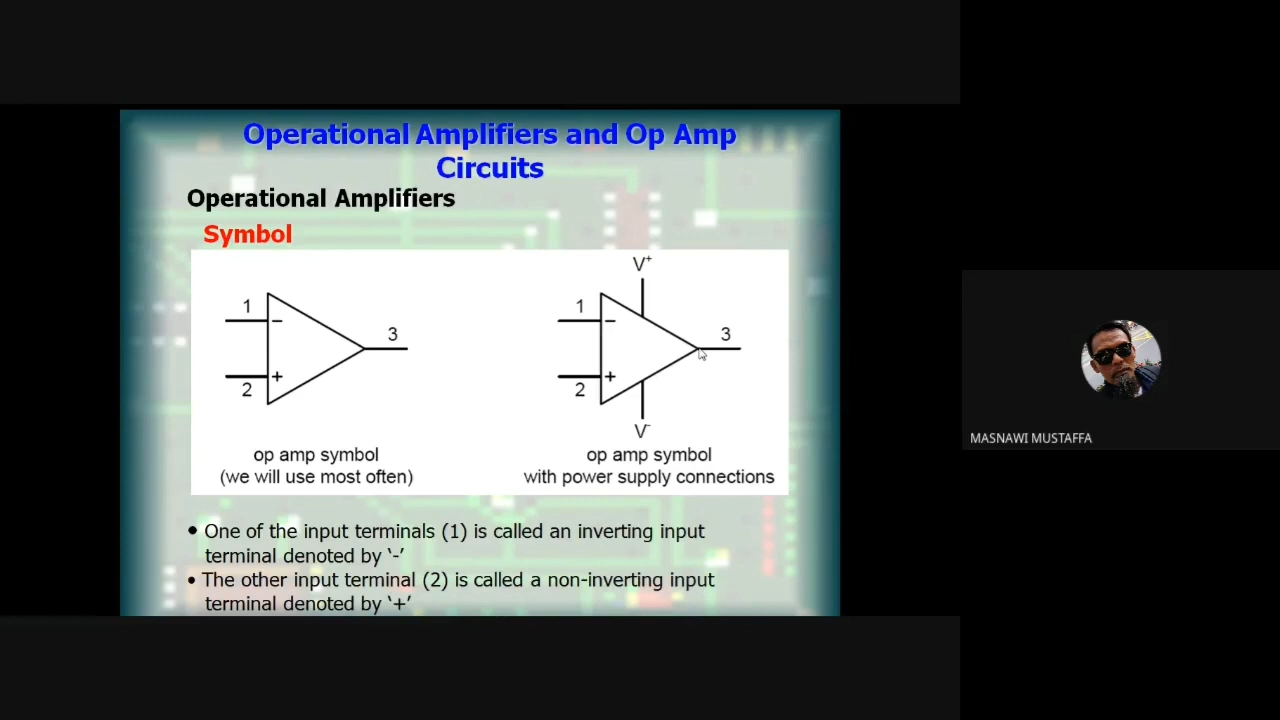 Operational Amplifiers and Op Amp
Circuits
Operational Amplifiers
Symbol
1
−
2
+
3
V+
1
−
2
+
3
V-
op amp symbol
(we will use most often)
op amp symbol
with power supply connections
• One of the input terminals (1) is called an inverting input
terminal denoted by ‘-’
• The other input terminal (2) is called a non-inverting input
terminal denoted by ‘+’
MASNAWI MUSTAFFA